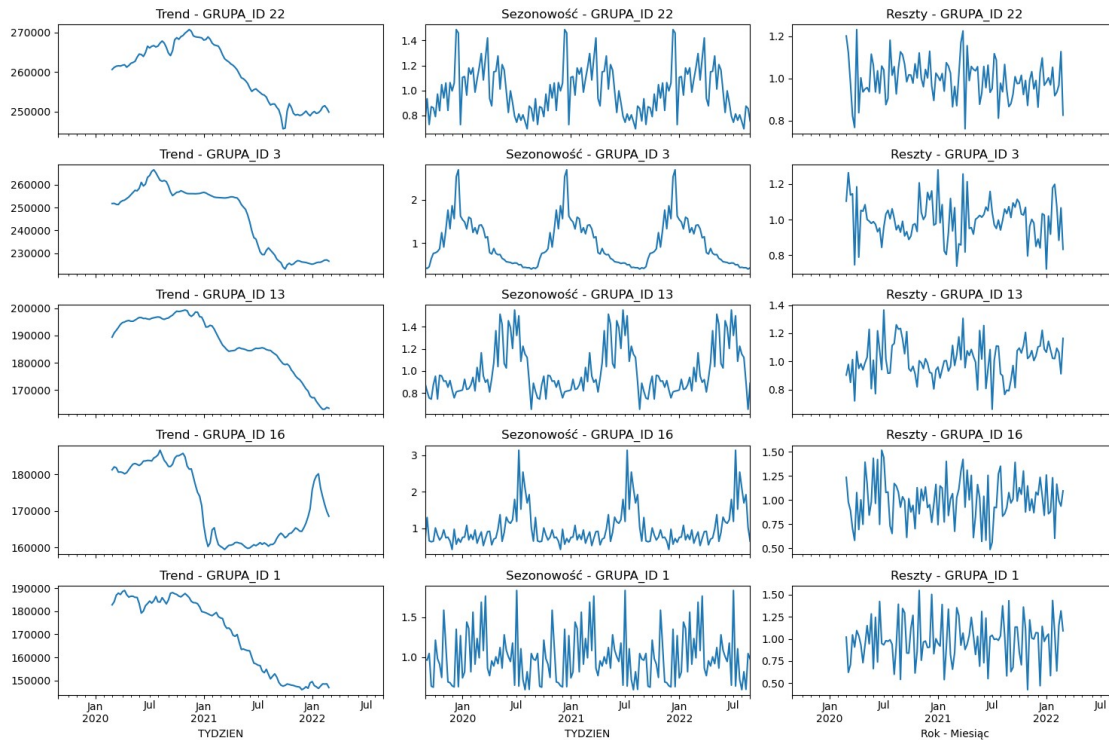 Trend - GRUPA_ID 22
Sezonowość - GRUPA_ID 22
Reszty - GRUPA_ID 22
270000
260000
250000
1.4
1.2
1.0
0.8
1.2
1.0
0.8
Trend - GRUPA_ID 3
Sezonowość - GRUPA_ID 3
Reszty - GRUPA_ID 3
260000
250000
240000
230000
2
1
1.2
1.0
0.8
Trend - GRUPA_ID 13
Sezonowość - GRUPA_ID 13
Reszty - GRUPA_ID 13
200000
190000
180000
170000
1.4
1.2
1.0
0.8
1.4
1.2
1.0
0.8
Trend - GRUPA_ID 16
Sezonowość - GRUPA_ID 16
Reszty - GRUPA_ID 16
180000
170000
160000
3
2
1
1.50
1.25
1.00
0.75
0.50
Trend - GRUPA_ID 1
Sezonowość - GRUPA_ID 1
Reszty - GRUPA_ID 1
190000
180000
170000
160000
150000
1.5
1.0
1.50
1.25
1.00
0.75
0.50
Jan Jul Jan Jul Jan Jul
2020 2021 2022
TYDZIEN
Jan Jul Jan Jul Jan Jul
2020 2021 2022
TYDZIEN
Jan Jul Jan Jul Jan Jul
2020 2021 2022
Rok - Miesiąc